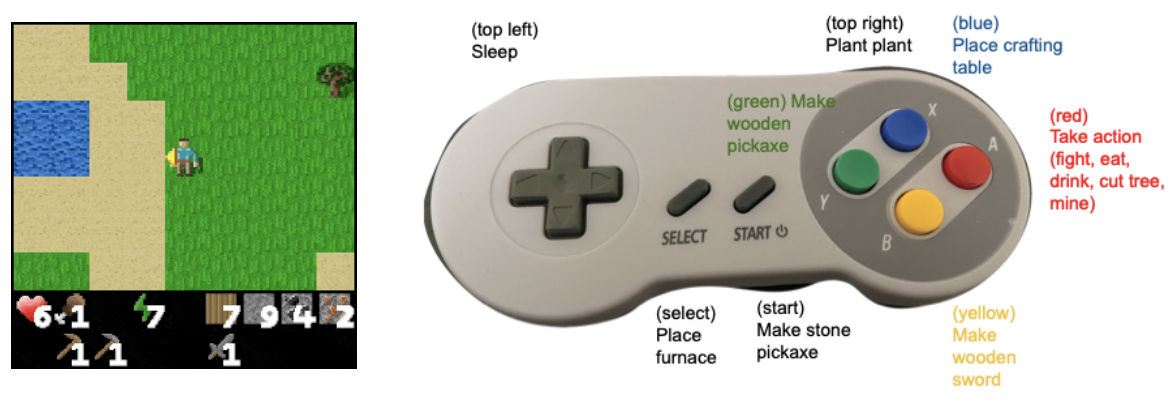 (top left)
Sleep
(top right)
Plant plant
(blue)
Place crafting
table
(green) Make
wooden
pickaxe
(red)
Take action
(fight, eat,
drink, cut tree,
mine)
X
A
Y
B
SELECT
START
6 1 7 7 9 4 2
1 1 1
(select)
Place
furnace
(start)
Make stone
pickaxe
(yellow)
Make
wooden
sword